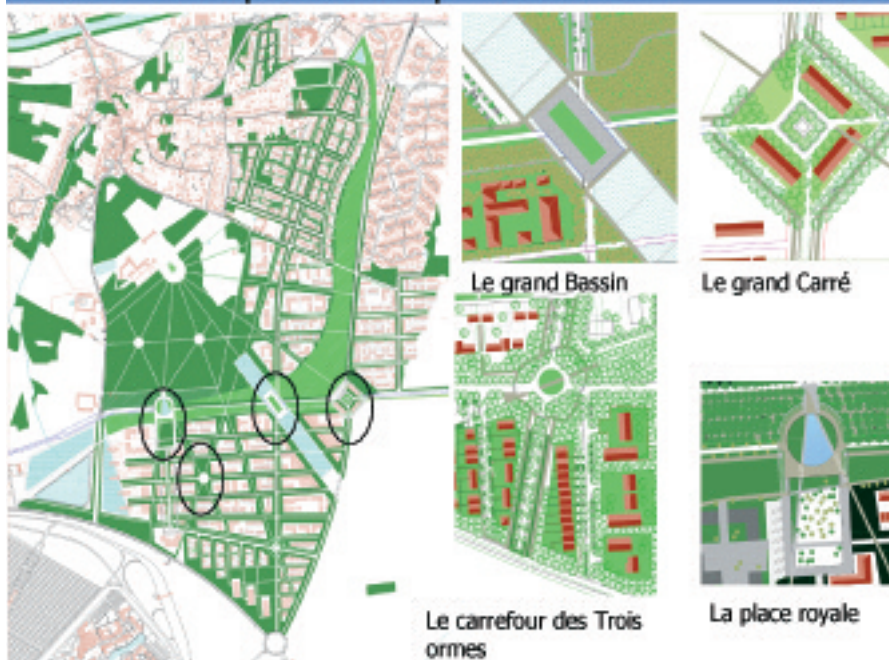 Le grand Bassin
Le grand Carré
Le carrefour des Trois
ormes
La place royale